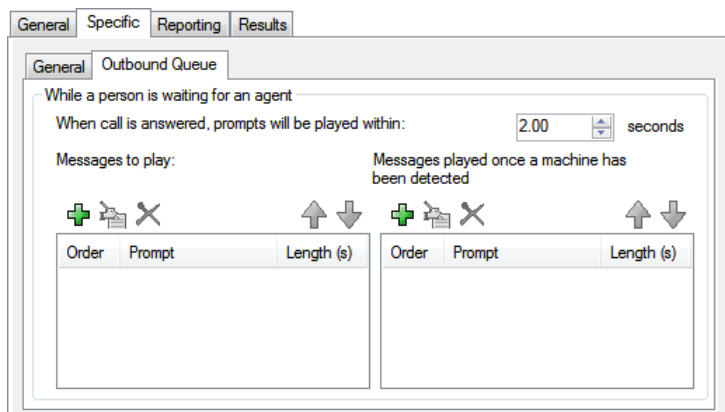 General Specific Reporting Results
General Outbound Queue
While a person is waiting for an agent
When call is answered, prompts will be played within: 2.00 seconds
Messages to play:
Messages played once a machine has
been detected
Order Prompt Length (s)
Order Prompt Length (s)